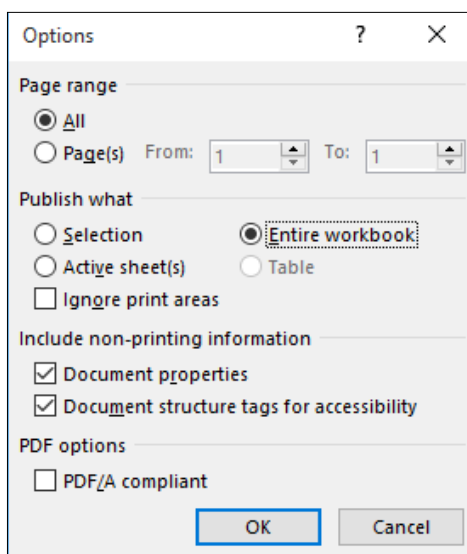 Options ?
Page range
All
Page(s) From: 1 To: 1
Publish what
Selection Entire workbook
Active sheet(s) Table
Ignore print areas
Include non-printing information
Document properties
Document structure tags for accessibility
PDF options
PDF/A compliant
OK Cancel